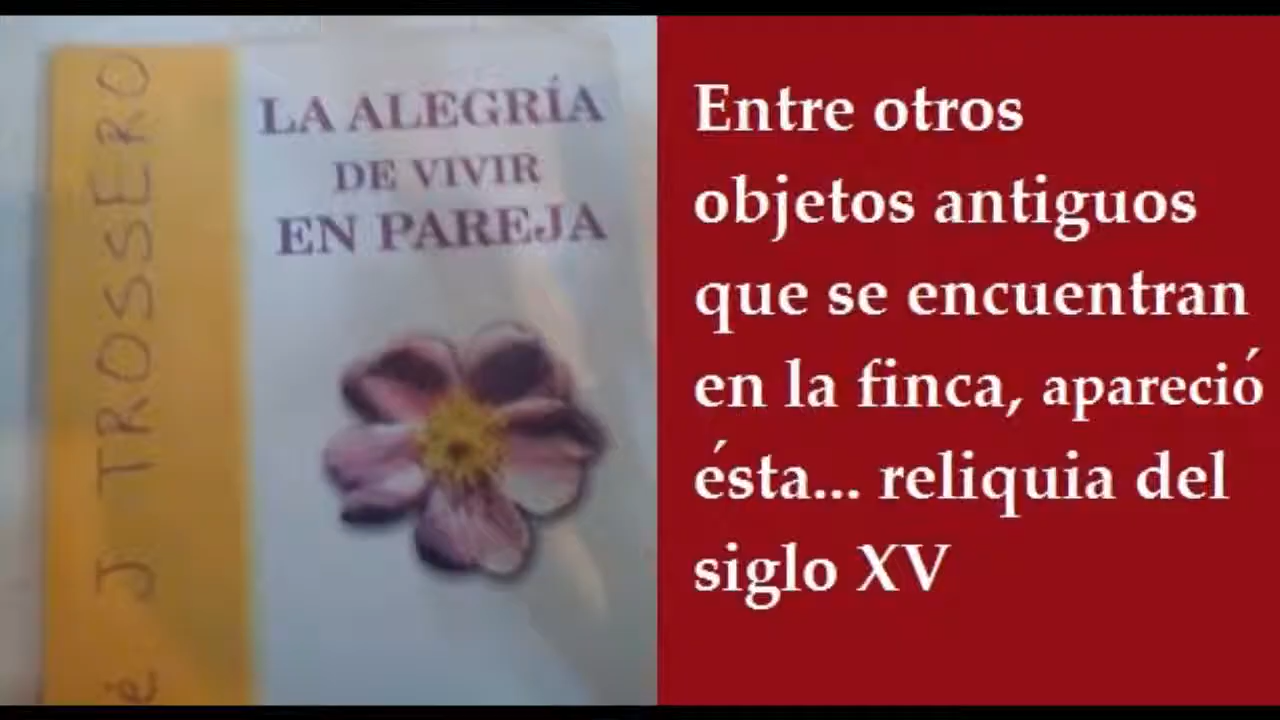 é J TROSSERO
LA ALEGRÍA
DE VIVIR
EN PAREJA
Entre otros
objetos antiguos
que se encuentran
en la finca, apareció
ésta... reliquia del
siglo XV